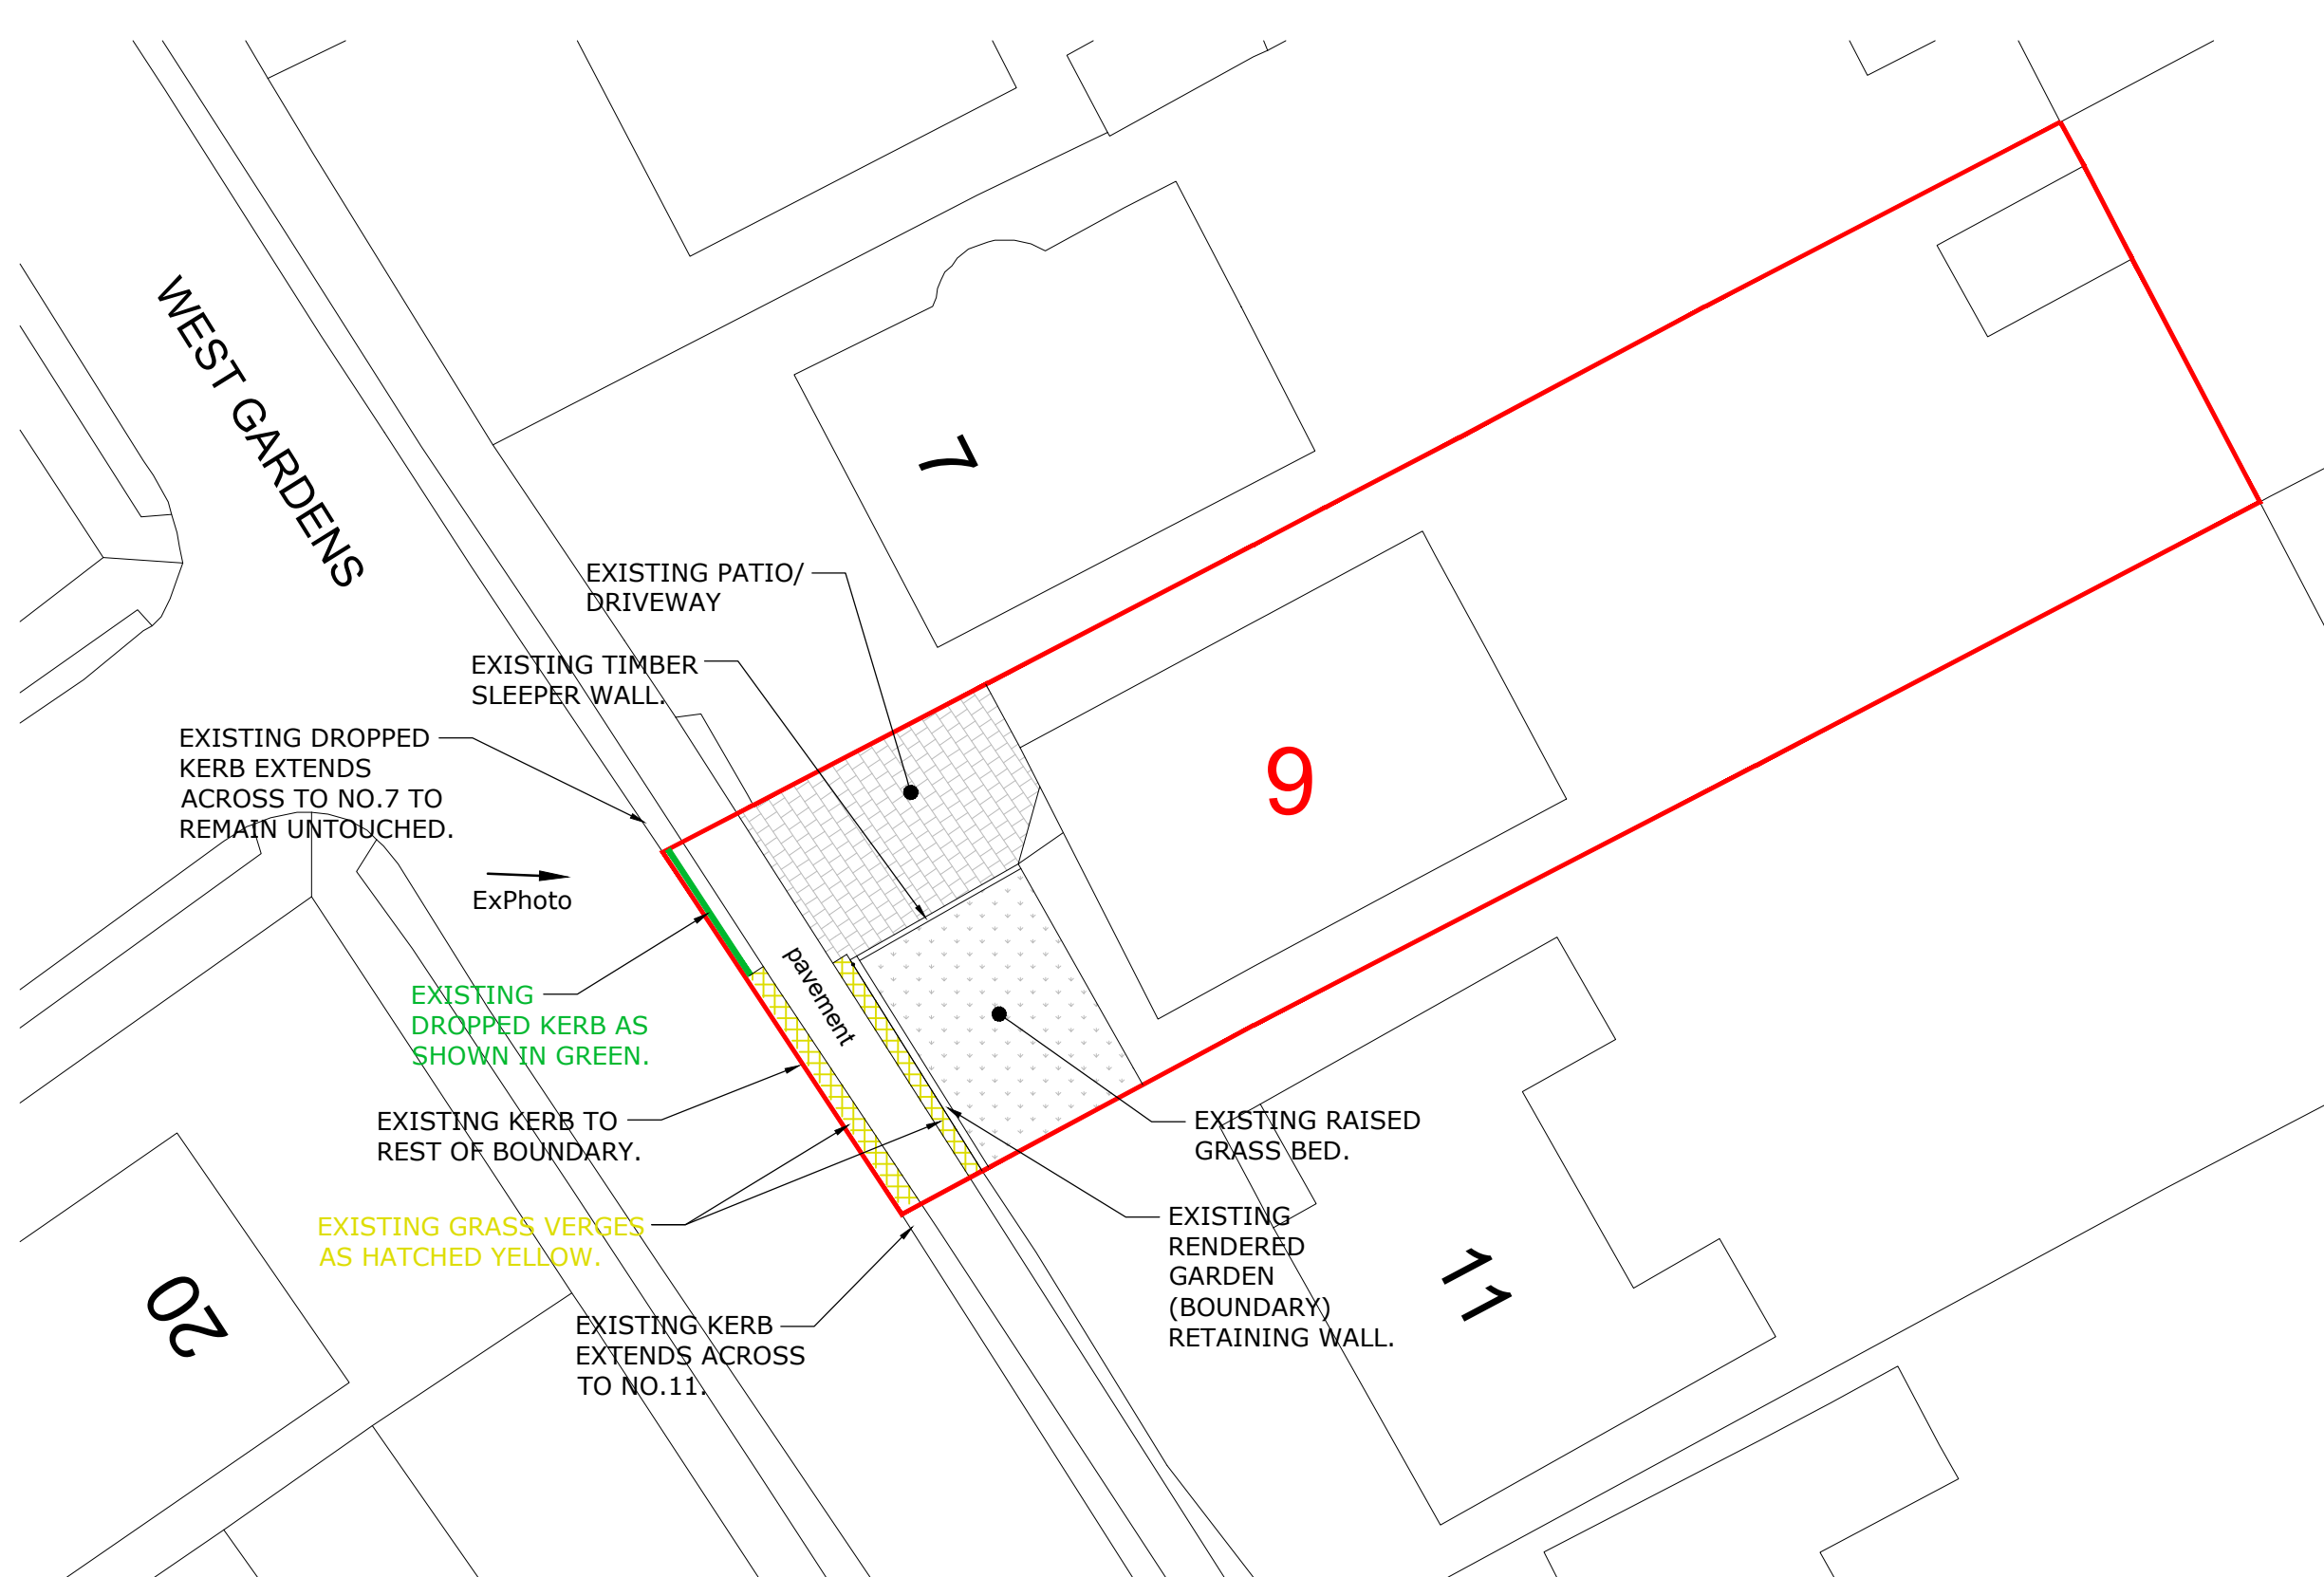 WEST GARDENS
7
EXISTING PATIO/
DRIVEWAY
EXISTING TIMBER
SLEEPER WALL.
EXISTING DROPPED
KERB EXTENDS
ACROSS TO NO.7 TO
REMAIN UNTOUCHED.
9
ExPhoto
pavement
EXISTING
DROPPED KERB AS
SHOWN IN GREEN.
EXISTING KERB TO
REST OF BOUNDARY.
EXISTING RAISED
GRASS BED.
EXISTING GRASS VERGES
AS HATCHED YELLOW.
EXISTING
RENDERED
GARDEN
(BOUNDARY)
RETAINING WALL.
11
20
EXISTING KERB
EXTENDS ACROSS
TO NO.11.